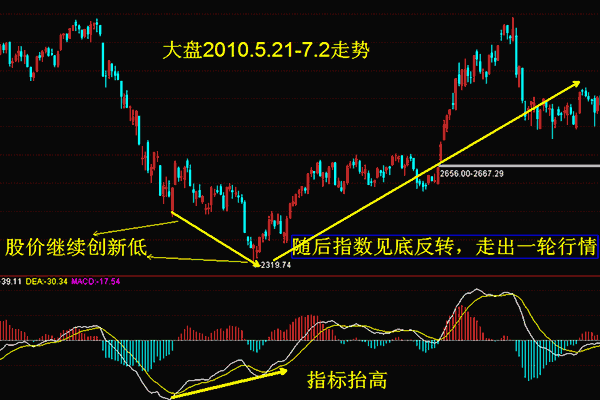 大盘2010.5.21-7.2走势
2656.00-2667.29
股价继续创新低
随后指数见底反转，走出一轮行情
2319.74
39.11 DEA:-30.34 MACD:-17.54
指标抬高